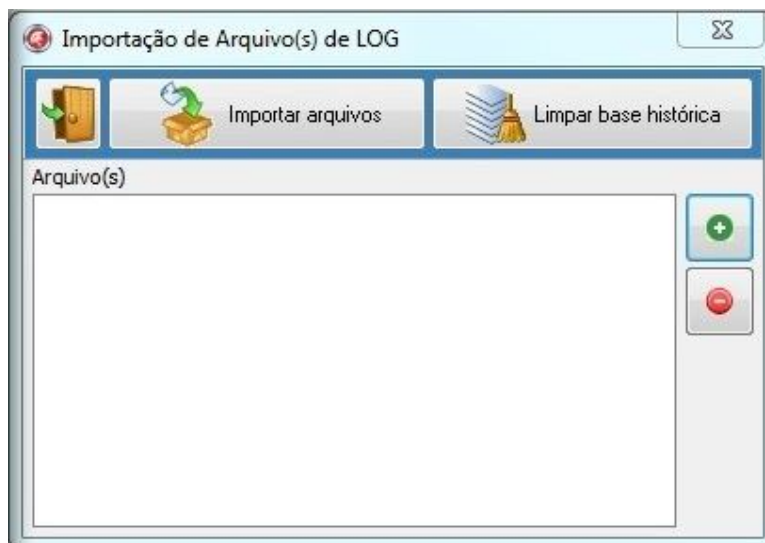 Importação de Arquivo(s) de LOG
Importar arquivos
Limpar base histórica
Arquivo(s)